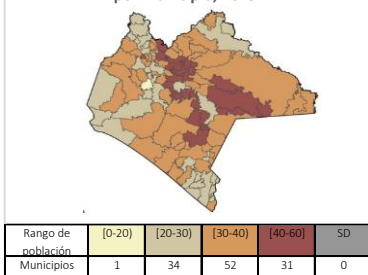 Rango de población [0-20) [20-30) [30-40) [40-60] SD
Municipios 1 34 52 31 0